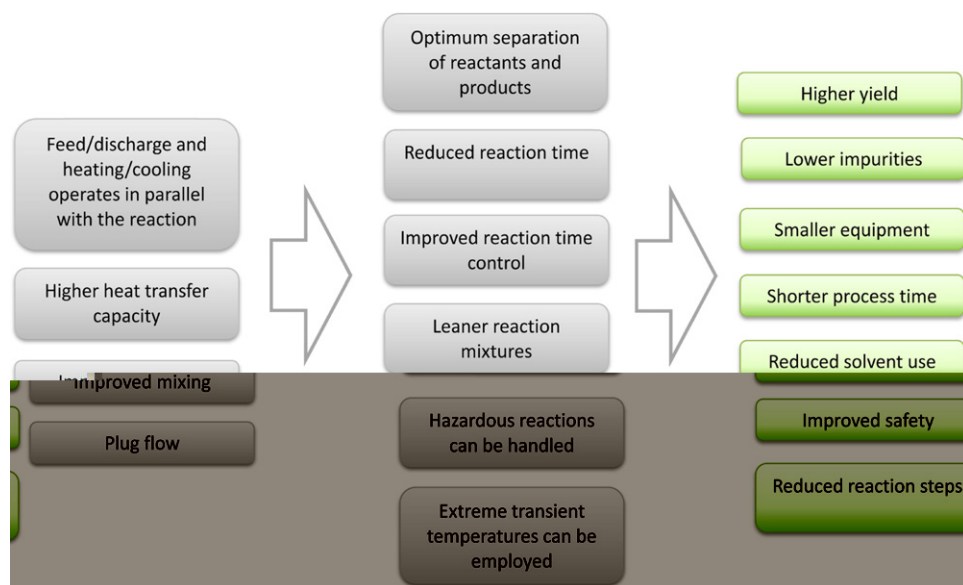 Feed/discharge and
heating/cooling
operates in parallel
with the reaction
Higher heat transfer
capacity
Improved mixing
Plug flow
Optimum separation
of reactants and
products
Reduced reaction time
Improved reaction time
control
Leaner reaction
mixtures
Hazardous reactions
can be handled
Extreme transient
temperatures can be
employed
Higher yield
Lower impurities
Smaller equipment
Shorter process time
Reduced solvent use
Improved safety
Reduced reaction steps